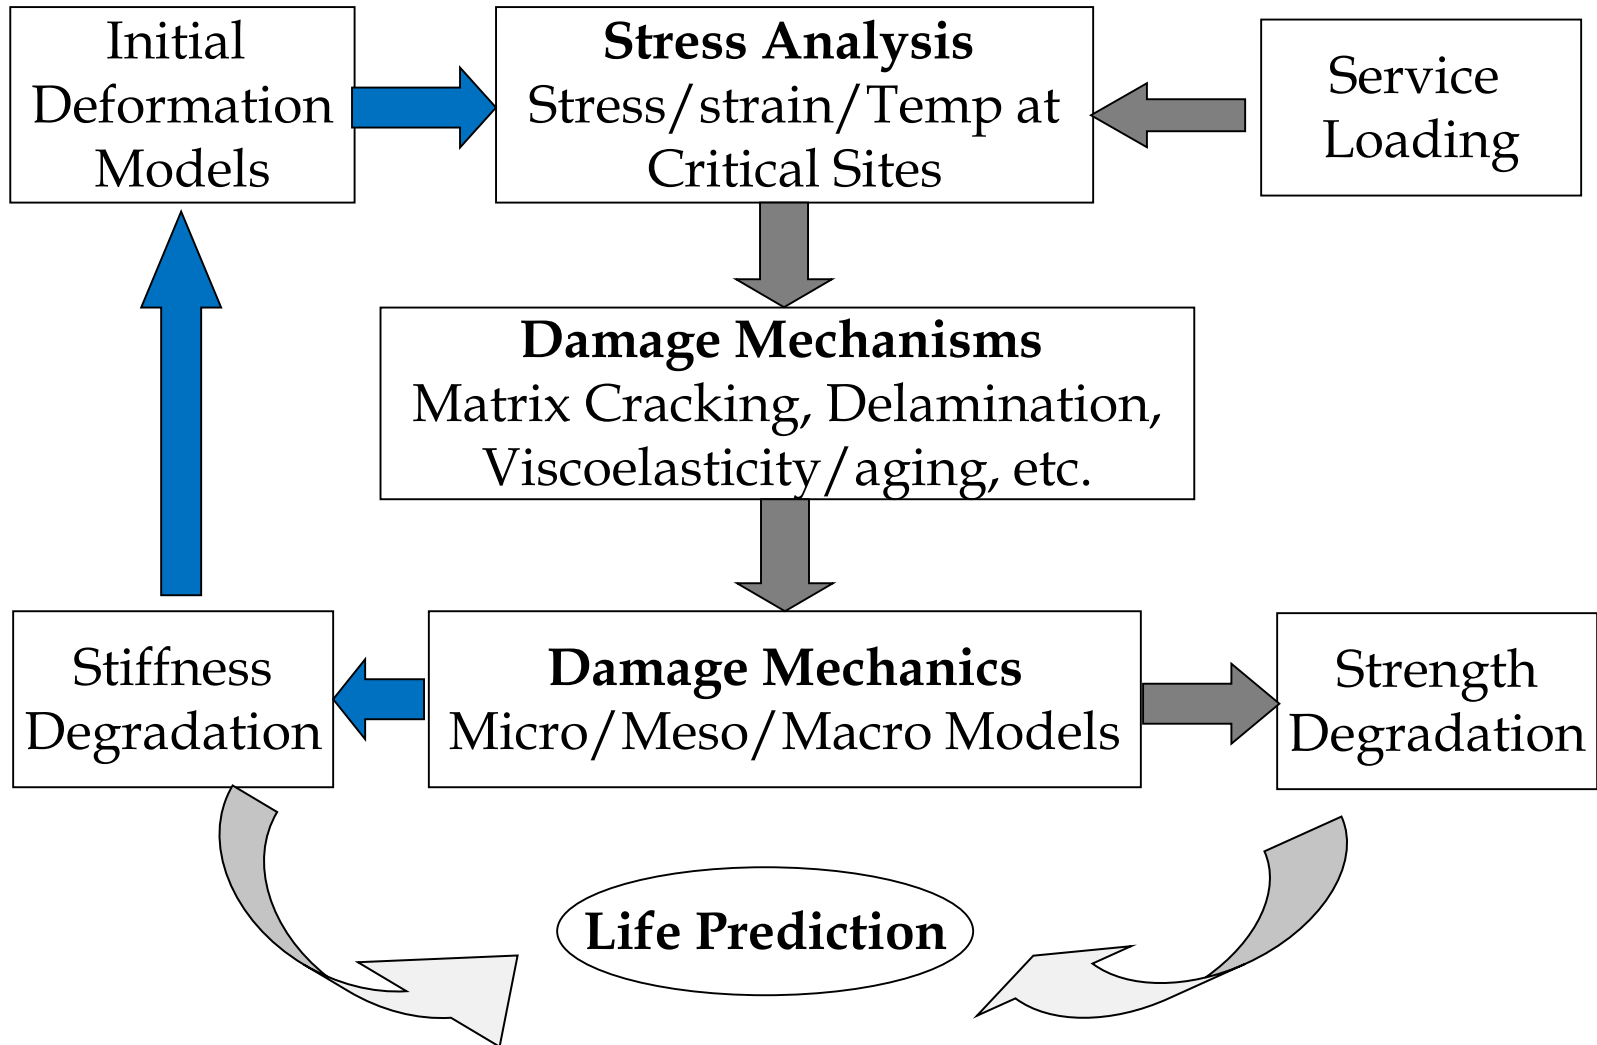 Initial
Deformation
Models
Stress Analysis
Stress/strain/Temp at
Critical Sites
Service
Loading
Damage Mechanisms
Matrix Cracking, Delamination,
Viscoelasticity/aging, etc.
Stiffness
Degradation
Damage Mechanics
Micro/Meso/Macro Models
Strength
Degradation
Life Prediction